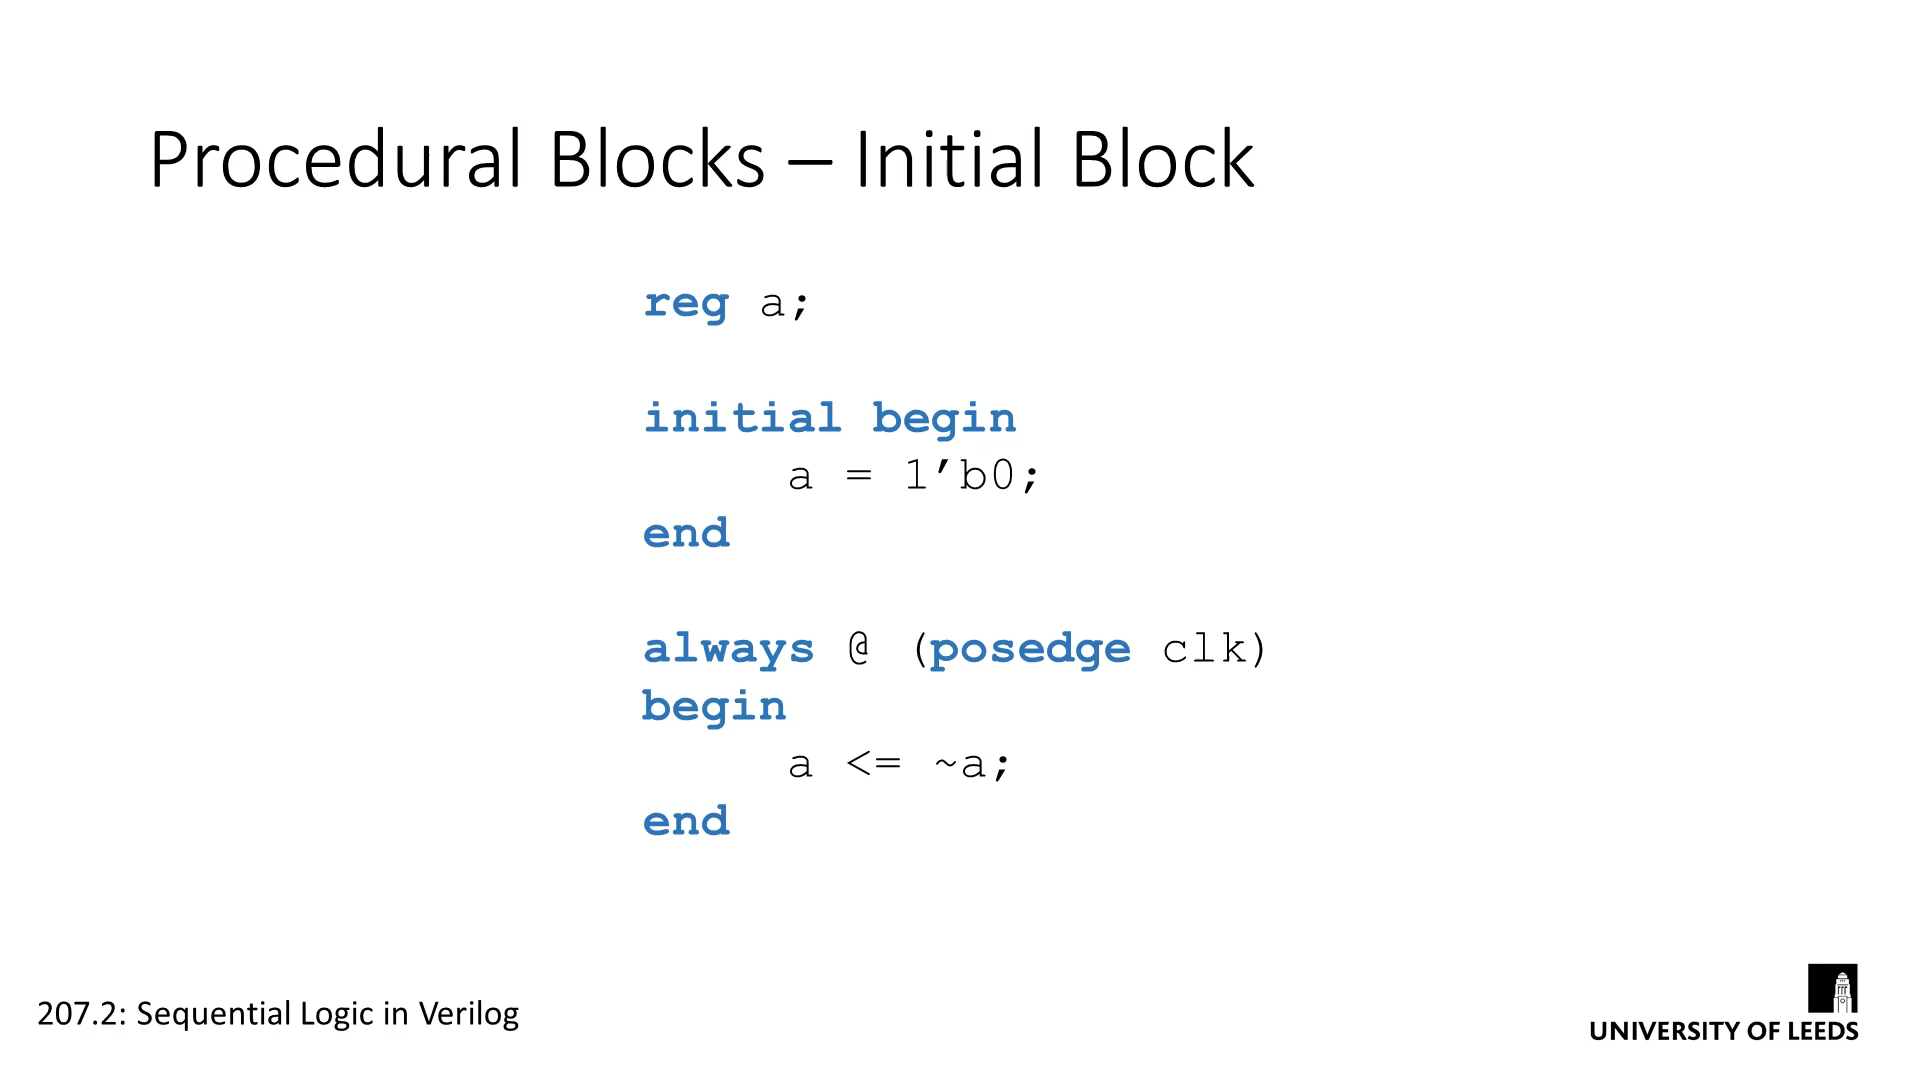 Procedural Blocks – Initial Block
reg a;
initial begin
a = 1’b0;
end
always @ (posedge clk)
begin
a <= ~a;
end
207.2: Sequential Logic in Verilog
UNIVERSITY OF LEEDS